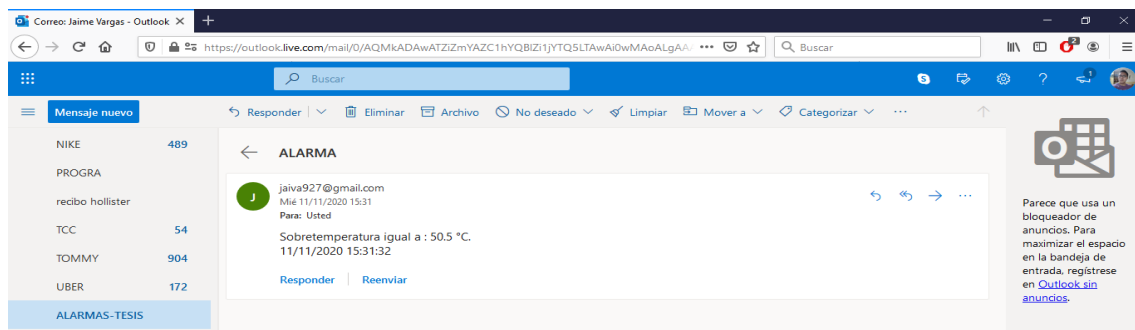 Correo: Jaime Vargas - Outlook
https://outlook.live.com/mail/0/AQMkADAwATZiZmYAZC1hYQBlZi1jYTQ5LTAwAi0wMAoALgAA
Buscar
2
Buscar
1
Mensaje nuevo
Responder
Eliminar
Archivo
No deseado
Limpiar
Mover a
Categorizar
NIKE 489
PROGRA
recibo hollister
TCC 54
TOMMY 904
UBER 172
ALARMAS-TESIS
ALARMA
J
jaiva927@gmail.com
Mié 11/11/2020 15:31
Para: Usted
Sobretemperatura igual a : 50.5 °C.
11/11/2020 15:31:32
Responder
Reenviar
Parece que usa un
bloqueador de
anuncios. Para
maximizar el espacio
en la bandeja de
entrada, regístrese
en Outlook sin
anuncios.